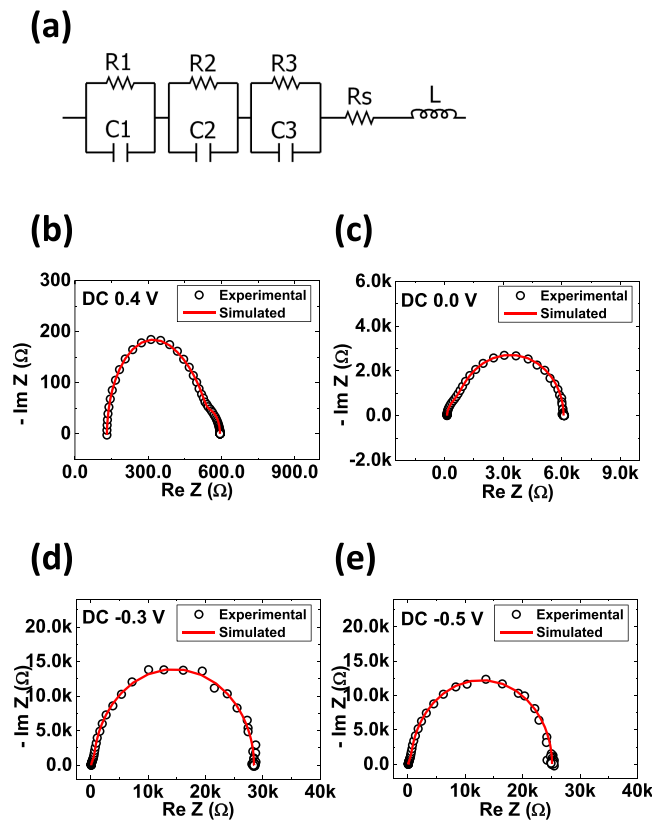 (a)
R1 R2 R3
Rs L
C1 C2 C3
(b)
300
200
100
0
DC 0.4 V
Experimental
Simulated
- Im Z (Ω)
0.0 300.0 600.0 900.0
Re Z (Ω)
(c)
6.0k
4.0k
2.0k
0.0
-2.0k
DC 0.0 V
Experimental
Simulated
- Im Z (Ω)
0.0 3.0k 6.0k 9.0k
Re Z (Ω)
(d)
20.0k
15.0k
10.0k
5.0k
0.0
DC -0.3 V
Experimental
Simulated
- Im Z (Ω)
0 10k 20k 30k 40k
Re Z (Ω)
(e)
20.0k
15.0k
10.0k
5.0k
0.0
DC -0.5 V
Experimental
Simulated
- Im Z (Ω)
0 10k 20k 30k 40k
Re Z (Ω)